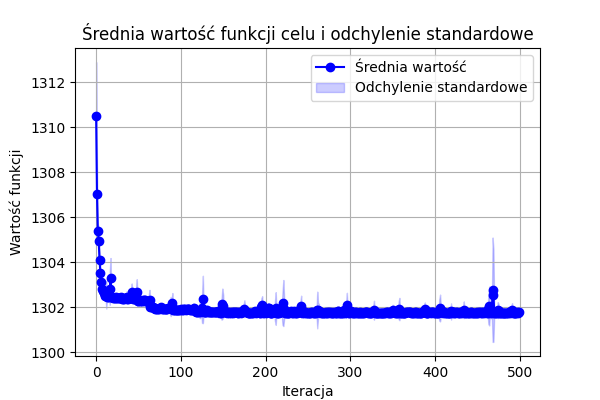 Średnia wartość funkcji celu i odchylenie standardowe
Średnia wartość
Odchylenie standardowe
Wartość funkcji
1312
1310
1308
1306
1304
1302
1300
0 100 200 300 400 500
Iteracja